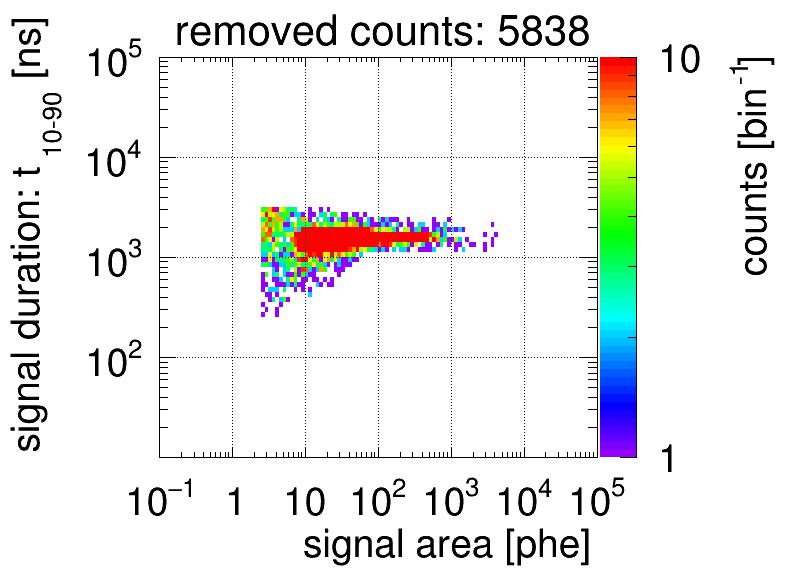 removed counts: 5838
signal duration: t 10-90 [ns]
10^5
10^4
10^3
10^2
10^-1 1 10 10^2 10^3 10^4 10^5
signal area [phe]
10
1
counts [bin^-1]